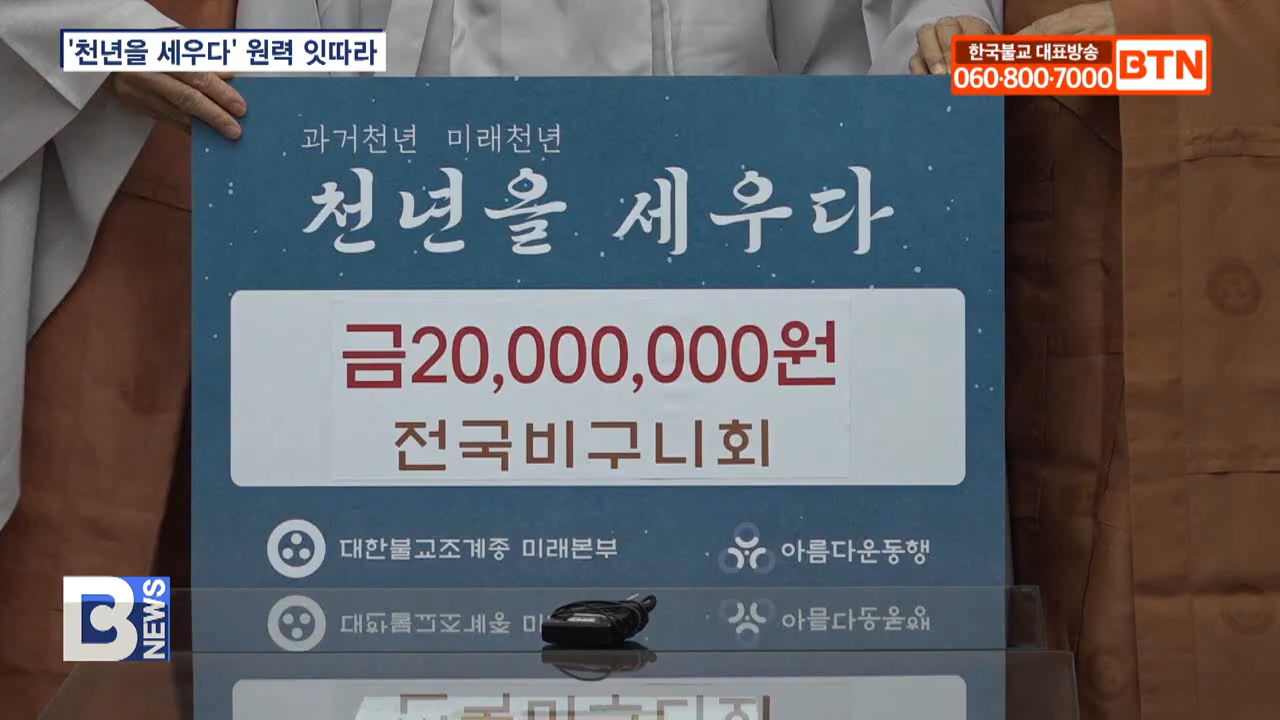 '천년을 세우다' 원력 잇따라
한국불교 대표방송
060·800·7000 BTN
과거천년 미래천년
천년을 세우다
금20,000,000원
전국비구니회
대한불교조계종 미래본부
아름다운동행
B NEWS